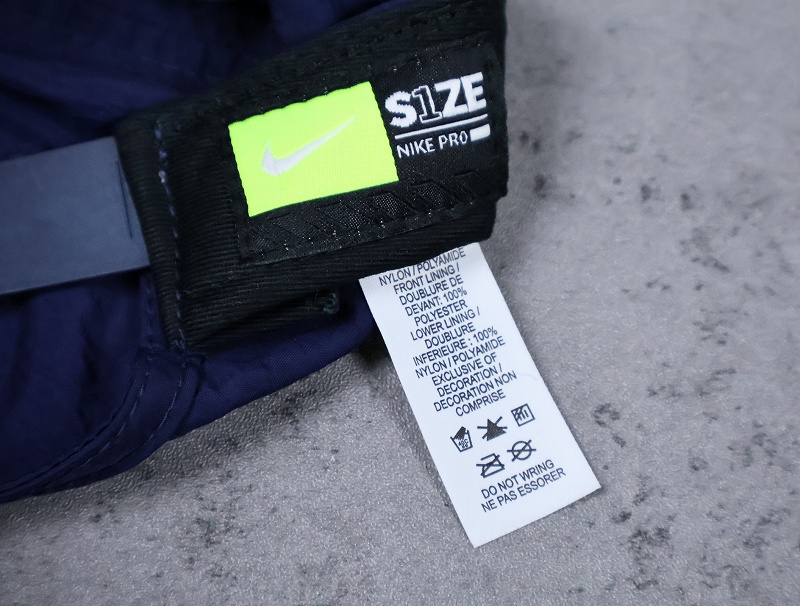 S1ZE
NIKE PRO
NYLON / POLYAMIDE
FRONT LINING /
DOUBLURE DE
DEVANT: 100%
POLYESTER
LOWER LINING /
DOUBLURE
INFERIEURE : 100%
NYLON / POLYAMIDE
EXCLUSIVE OF
DECORATION /
DECORATION NON
COMPRISE
DO NOT WRING
NE PAS ESSORER